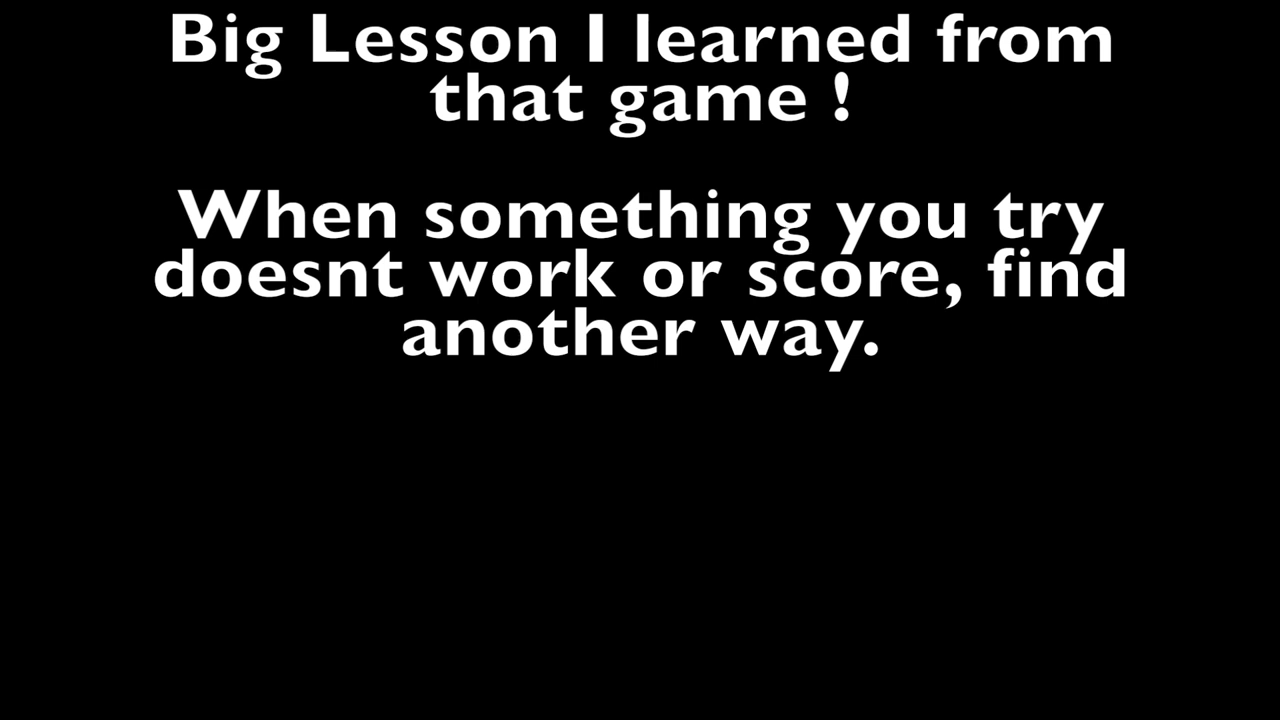 Big Lesson I learned from
that game !
When something you try
doesnt work or score, find
another way.